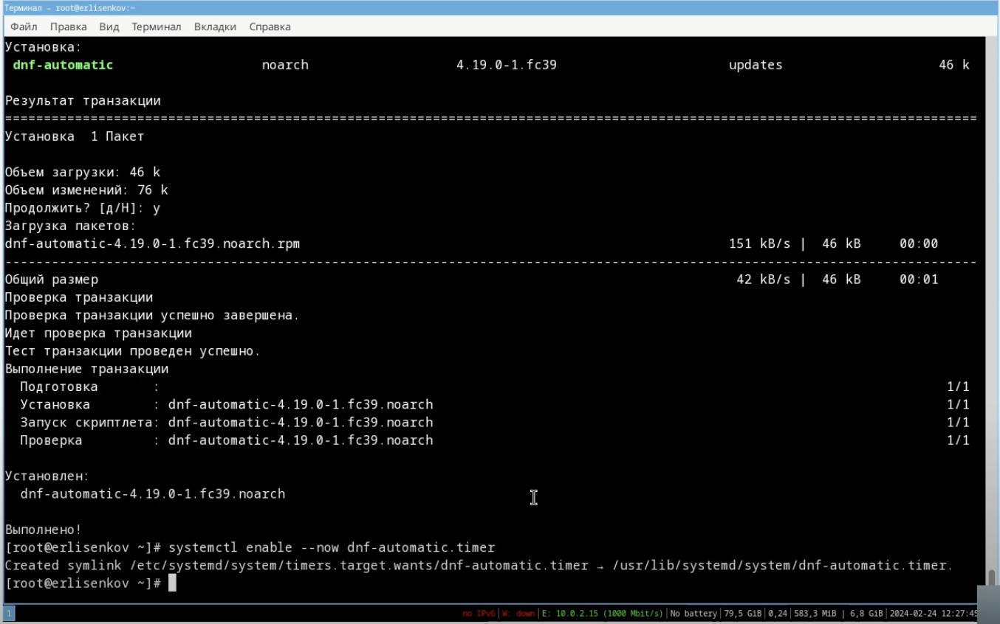 Терминал - root@erlisenkov:~
Файл Правка Вид Терминал Вкладки Справка
Установка:
dnf-automatic noarch 4.19.0-1.fc39 updates 46 k
Результат транзакции
================================================================================
Установка 1 Пакет
Объем загрузки: 46 k
Объем изменений: 76 k
Продолжить? [д/Н]: y
Загрузка пакетов:
dnf-automatic-4.19.0-1.fc39.noarch.rpm 151 kB/s | 46 kB 00:00
--------------------------------------------------------------------------------
Общий размер 42 kB/s | 46 kB 00:01
Проверка транзакции
Проверка транзакции успешно завершена.
Идет проверка транзакции
Тест транзакции проведен успешно.
Выполнение транзакции
Подготовка : 1/1
Установка : dnf-automatic-4.19.0-1.fc39.noarch 1/1
Запуск скриптлета: dnf-automatic-4.19.0-1.fc39.noarch 1/1
Проверка : dnf-automatic-4.19.0-1.fc39.noarch 1/1
Установлен:
dnf-automatic-4.19.0-1.fc39.noarch
Выполнено!
[root@erlisenkov ~]# systemctl enable --now dnf-automatic.timer
Created symlink /etc/systemd/system/timers.target.wants/dnf-automatic.timer → /usr/lib/systemd/system/dnf-automatic.timer.
[root@erlisenkov ~]#
1 no IPv6|W: down|E: 10.0.2.15 (1000 Mbit/s)|No battery|79,5 GiB|0,24|583,3 MiB | 6,8 GiB|2024-02-24 12:27:45